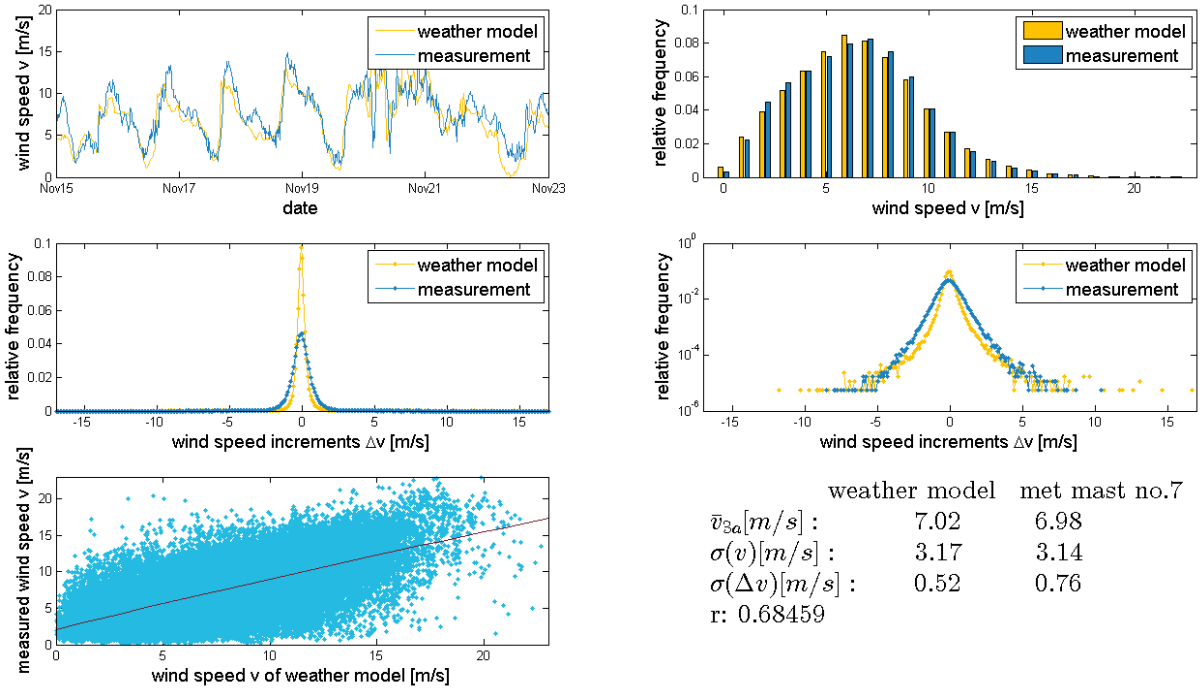 wind speed v [m/s]
20
15
10
5
0
weather model
measurement
Nov15 Nov17 Nov19 Nov21 Nov23
date
relative frequency
0.1
0.08
0.06
0.04
0.02
0
weather model
measurement
0 5 10 15 20
wind speed v [m/s]
relative frequency
0.1
0.08
0.06
0.04
0.02
0
weather model
measurement
-15 -10 -5 0 5 10 15
wind speed increments Δv [m/s]
relative frequency
10^0
10^-2
10^-4
10^-6
weather model
measurement
-15 -10 -5 0 5 10 15
wind speed increments Δv [m/s]
measured wind speed v [m/s]
20
15
10
5
0
0 5 10 15 20
wind speed v of weather model [m/s]
weather model met mast no.7
v̄3a[m/s] : 7.02 6.98
σ(v)[m/s] : 3.17 3.14
σ(Δv)[m/s] : 0.52 0.76
r: 0.68459